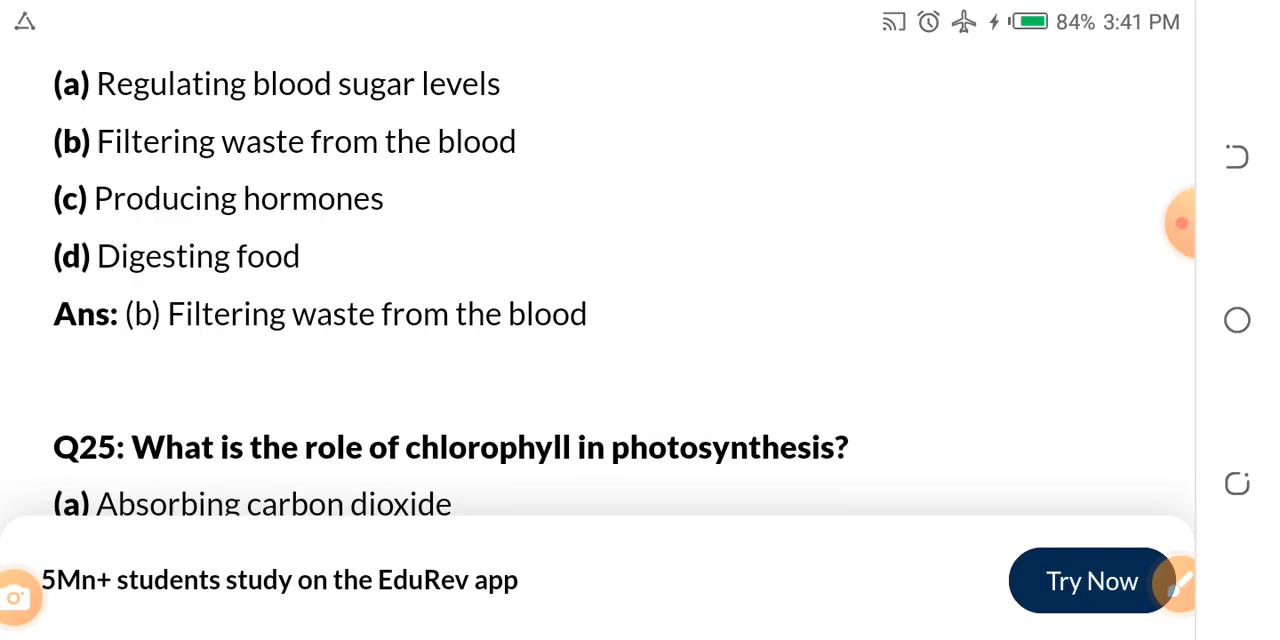 84% 3:41 PM
(a) Regulating blood sugar levels
(b) Filtering waste from the blood
(c) Producing hormones
(d) Digesting food
Ans: (b) Filtering waste from the blood
Q25: What is the role of chlorophyll in photosynthesis?
(a) Absorbing carbon dioxide
5Mn+ students study on the EduRev app
Try Now